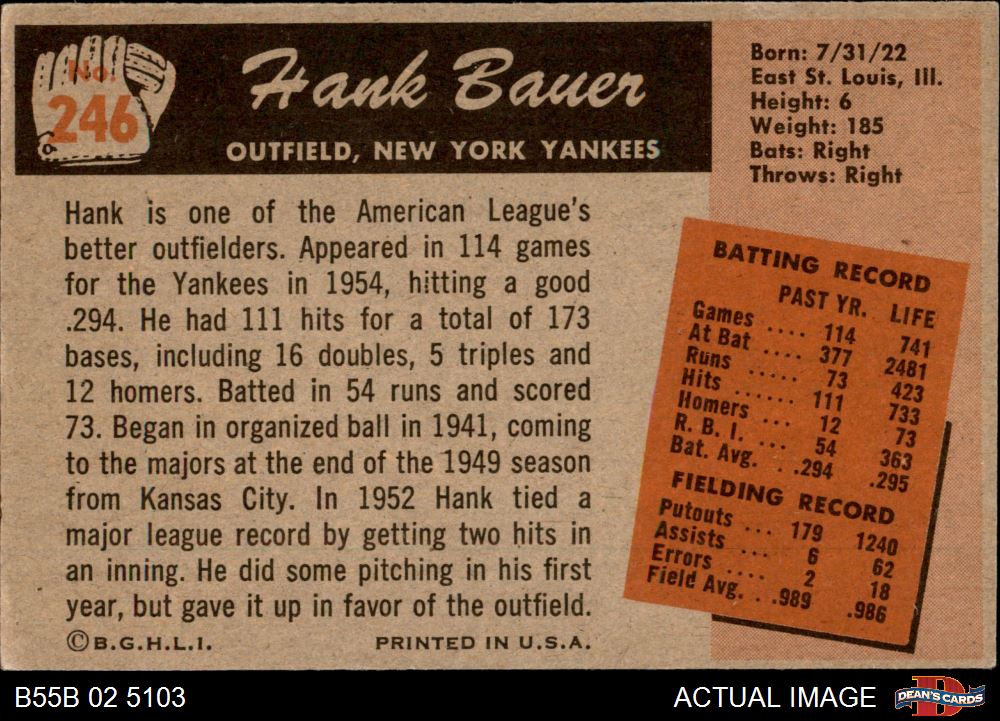 No.
246
Hank Bauer
OUTFIELD, NEW YORK YANKEES
Born: 7/31/22
East St. Louis, Ill.
Height: 6
Weight: 185
Bats: Right
Throws: Right
Hank is one of the American League's
better outfielders. Appeared in 114 games
for the Yankees in 1954, hitting a good
.294. He had 111 hits for a total of 173
bases, including 16 doubles, 5 triples and
12 homers. Batted in 54 runs and scored
73. Began in organized ball in 1941, coming
to the majors at the end of the 1949 season
from Kansas City. In 1952 Hank tied a
major league record by getting two hits in
an inning. He did some pitching in his first
year, but gave it up in favor of the outfield.
©B.G.H.L.I. PRINTED IN U.S.A.
BATTING RECORD
PAST YR. LIFE
Games .... 114 741
At Bat .... 377 2481
Runs ..... 73 423
Hits ...... 111 733
Homers .... 12 73
R. B. I. ... 54 363
Bat. Avg. . .294 .295
FIELDING RECORD
Putouts ... 179 1240
Assists ... 6 62
Errors .... 2 18
Field Avg. . .989 .986
B55B 02 5103
ACTUAL IMAGE
D
DEAN'S CARDS